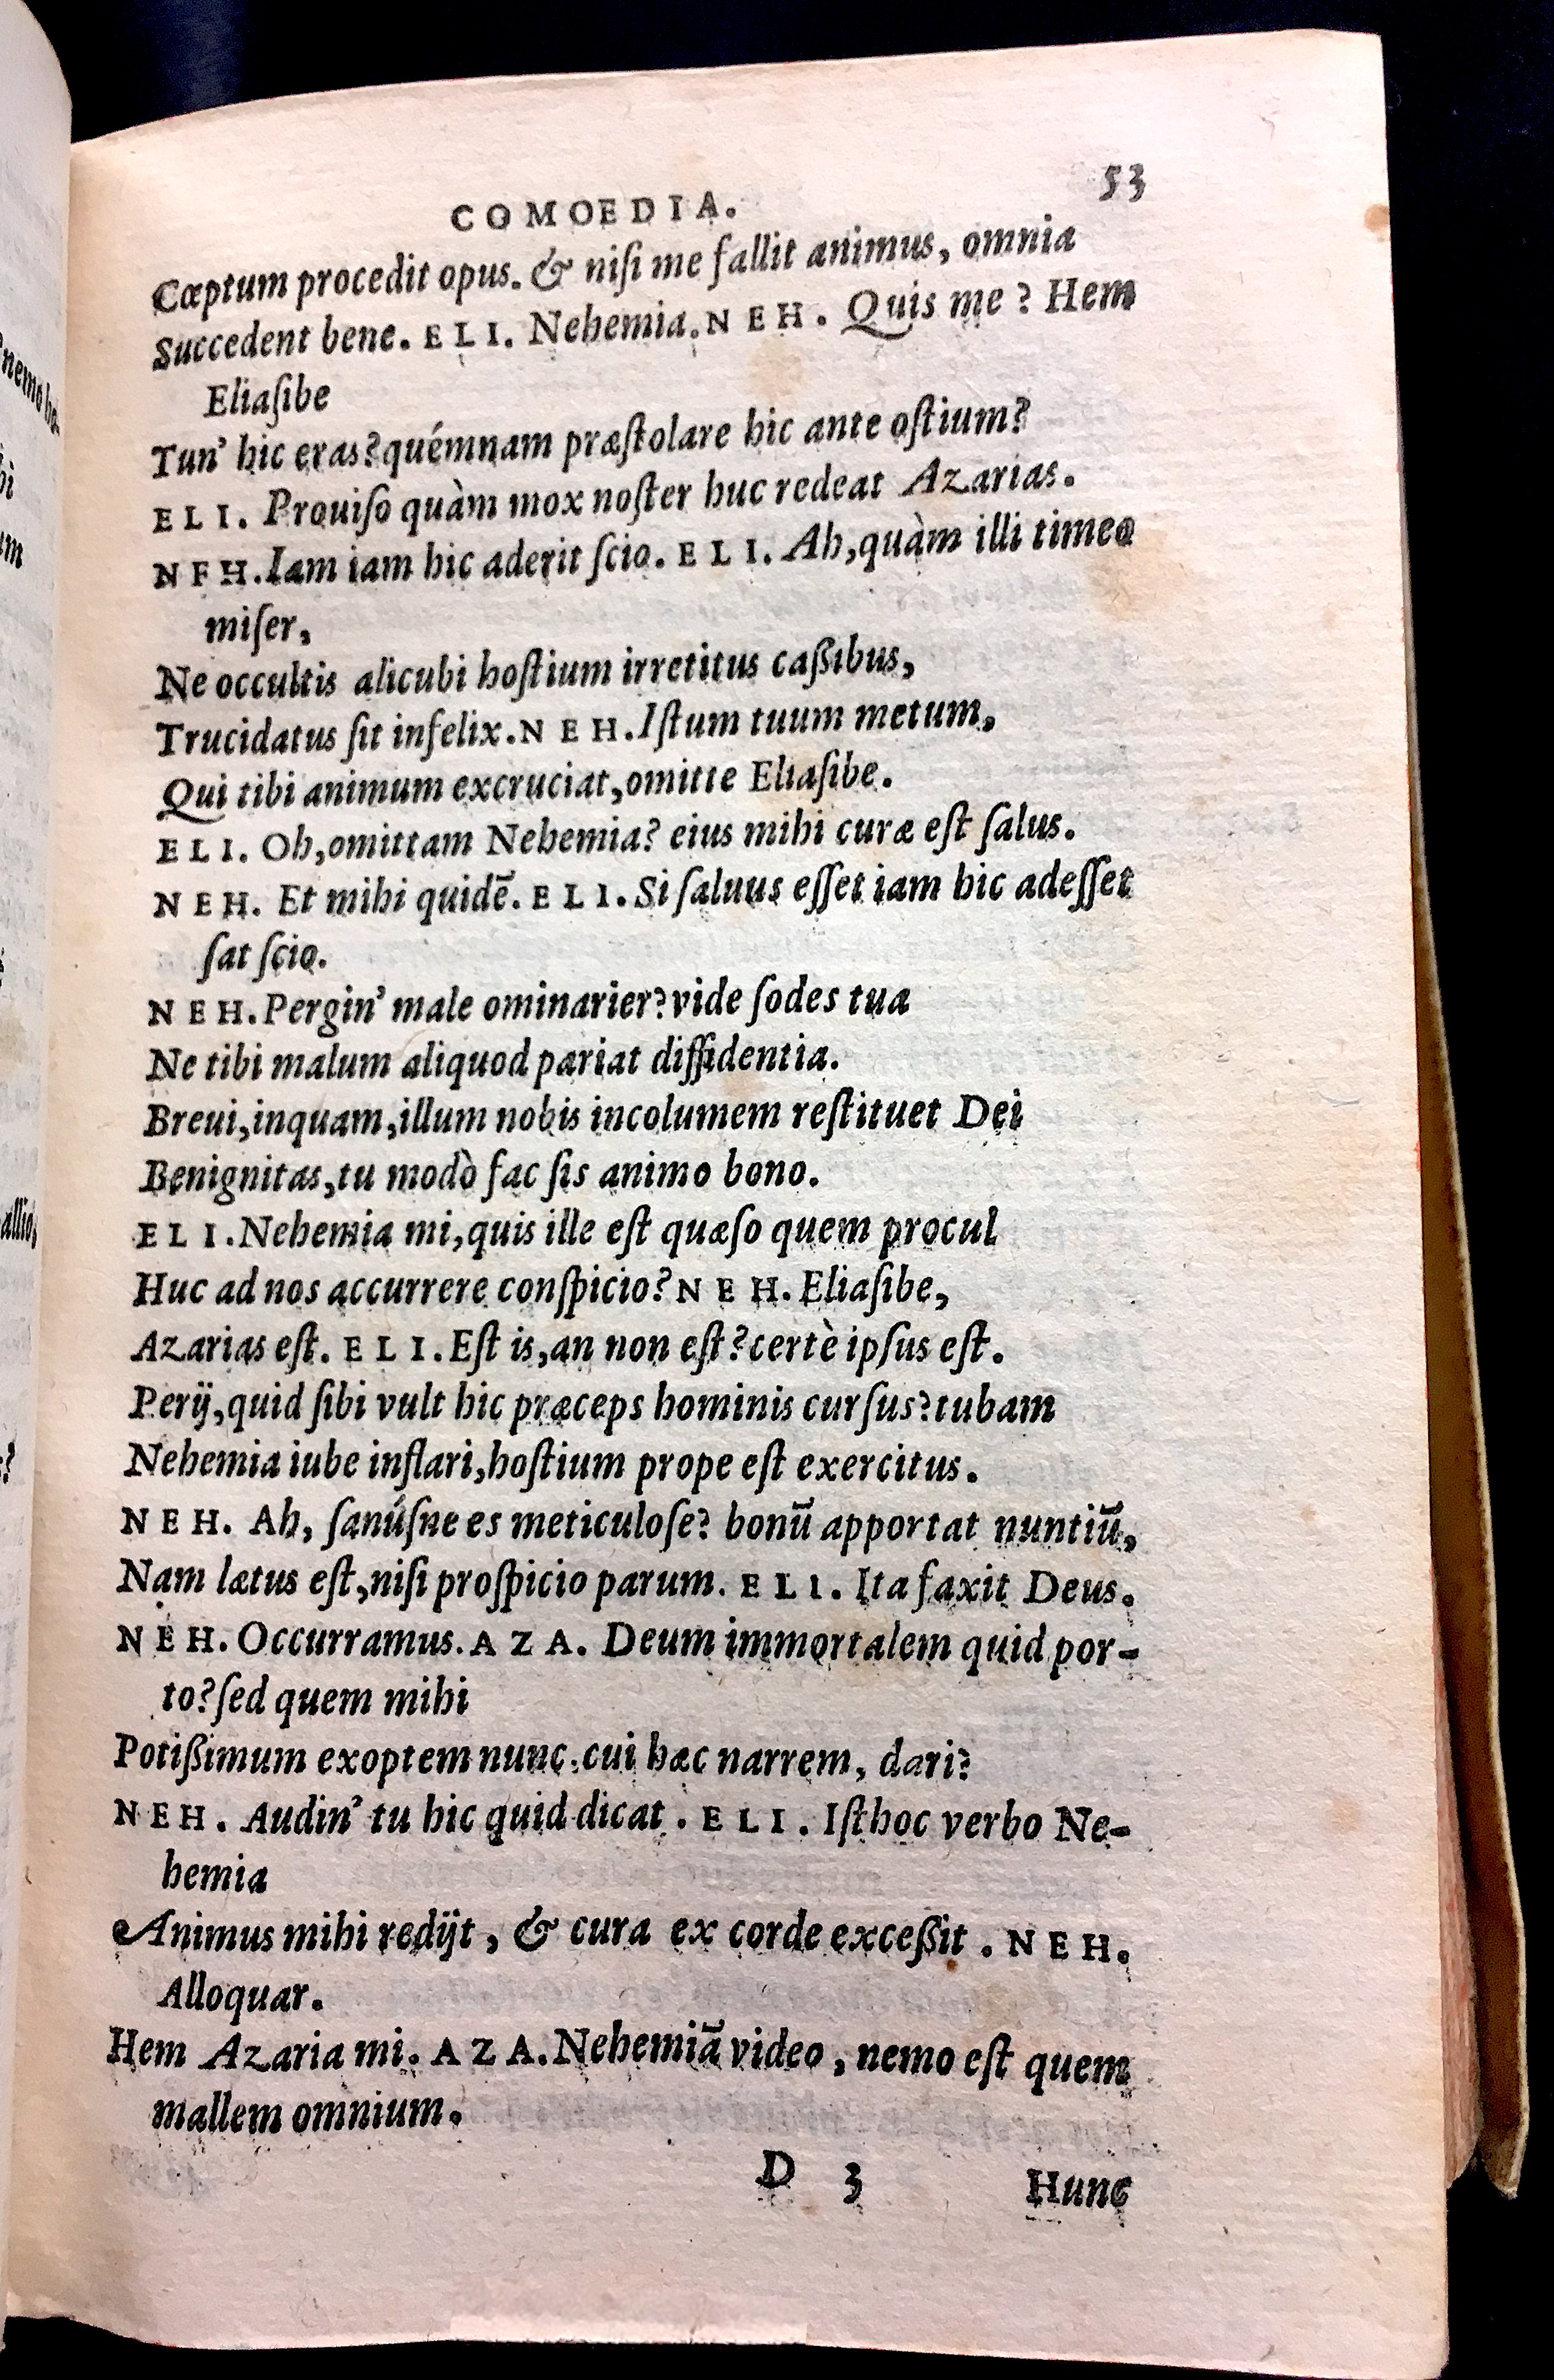 COMOEDIA. 53
Cœptum procedit opus. & niſi me fallit animus, omnia
Succedent bene. ELI. Nehemia. NEH. Quis me? Hem
Eliaſibe
Tun' hic eras? quémnam præſtolare hic ante oſtium?
ELI. Prouiſo quàm mox noſter huc redeat Azarias.
NEH. Iam iam hic aderit ſcio. ELI. Ah, quàm illi timeo
miſer,
Ne occultis alicubi hoſtium irretitus caßibus,
Trucidatus ſit infelix. NEH. Iſtum tuum metum,
Qui tibi animum excruciat, omitte Eliaſibe.
ELI. Oh, omittam Nehemia? eius mihi curæ eſt ſalus.
NEH. Et mihi quidē. ELI. Si ſaluus eſſet iam hic adeſſet
ſat ſcio.
NEH. Pergin' male ominarier? vide ſodes tua
Ne tibi malum aliquod pariat diffidentia.
Breui, inquam, illum nobis incolumem reſtituet Dei
Benignitas, tu modò fac ſis animo bono.
ELI. Nehemia mi, quis ille eſt quæſo quem procul
Huc ad nos accurrere conſpicio? NEH. Eliaſibe,
Azarias eſt. ELI. Eſt is, an non eſt? certè ipſus eſt.
Perij, quid ſibi vult hic præceps hominis curſus? tubam
Nehemia iube inflari, hoſtium prope eſt exercitus.
NEH. Ah, ſanúſne es meticuloſe? bonū apportat nuntiū,
Nam lætus eſt, niſi proſpicio parum. ELI. Ita faxit Deus.
NEH. Occurramus. AZA. Deum immortalem quid por-
to? ſed quem mihi
Potißimum exoptem nunc cui hæc narrem, dari?
NEH. Audin' tu hic quid dicat. ELI. Iſthoc verbo Ne-
hemia
Animus mihi redijt, & cura ex corde exceßit. NEH.
Alloquar.
Hem Azaria mi. AZA. Nehemiā video, nemo eſt quem
mallem omnium.
D 3 Hunc